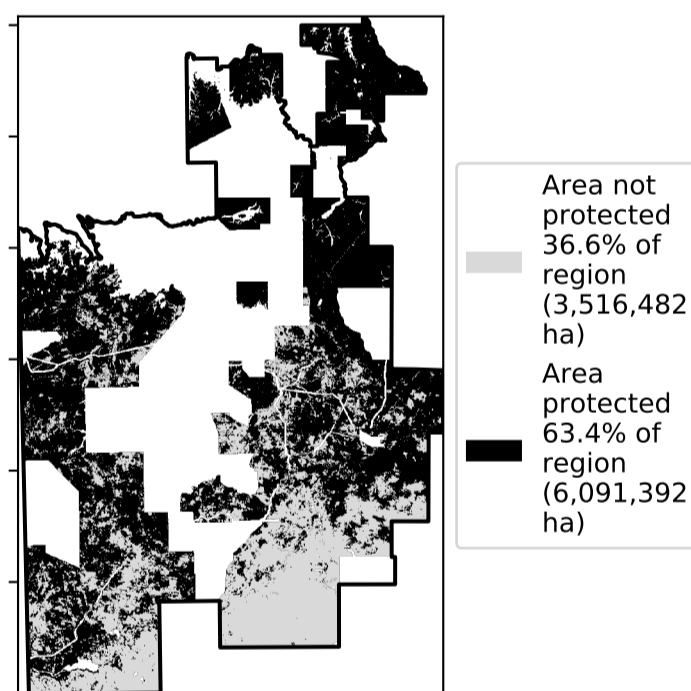 Area not
protected
36.6% of
region
(3,516,482
ha)
Area
protected
63.4% of
region
(6,091,392
ha)